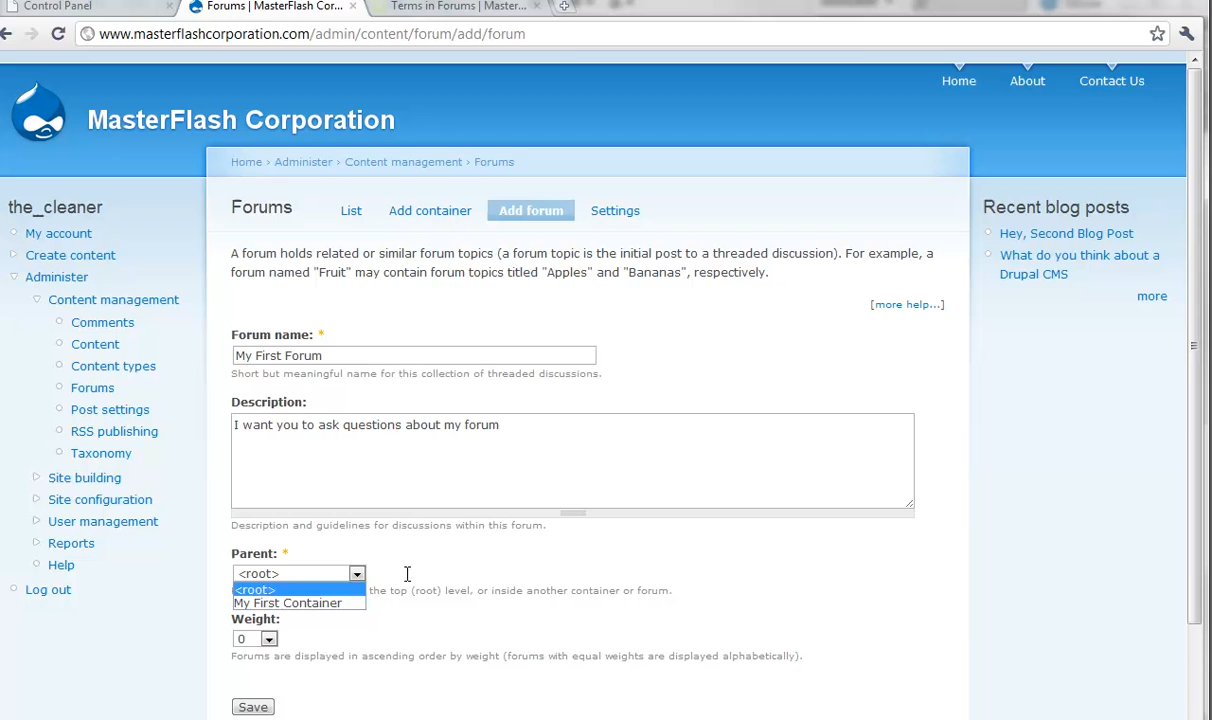 Control Panel
Forums | MasterFlash Cor...
Terms in Forums | Master...
www.masterflashcorporation.com/admin/content/forum/add/forum
Home
About
Contact Us
MasterFlash Corporation
Home › Administer › Content management › Forums
the_cleaner
My account
Create content
Administer
Content management
Comments
Content
Content types
Forums
Post settings
RSS publishing
Taxonomy
Site building
Site configuration
User management
Reports
Help
Log out
Forums
List
Add container
Add forum
Settings
A forum holds related or similar forum topics (a forum topic is the initial post to a threaded discussion). For example, a
forum named "Fruit" may contain forum topics titled "Apples" and "Bananas", respectively.
[more help...]
Forum name: *
My First Forum
Short but meaningful name for this collection of threaded discussions.
Description:
I want you to ask questions about my forum
Description and guidelines for discussions within this forum.
Parent: *
<root>
<root>
My First Container
the top (root) level, or inside another container or forum.
Weight:
0
Forums are displayed in ascending order by weight (forums with equal weights are displayed alphabetically).
Save
Recent blog posts
Hey, Second Blog Post
What do you think about a
Drupal CMS
more